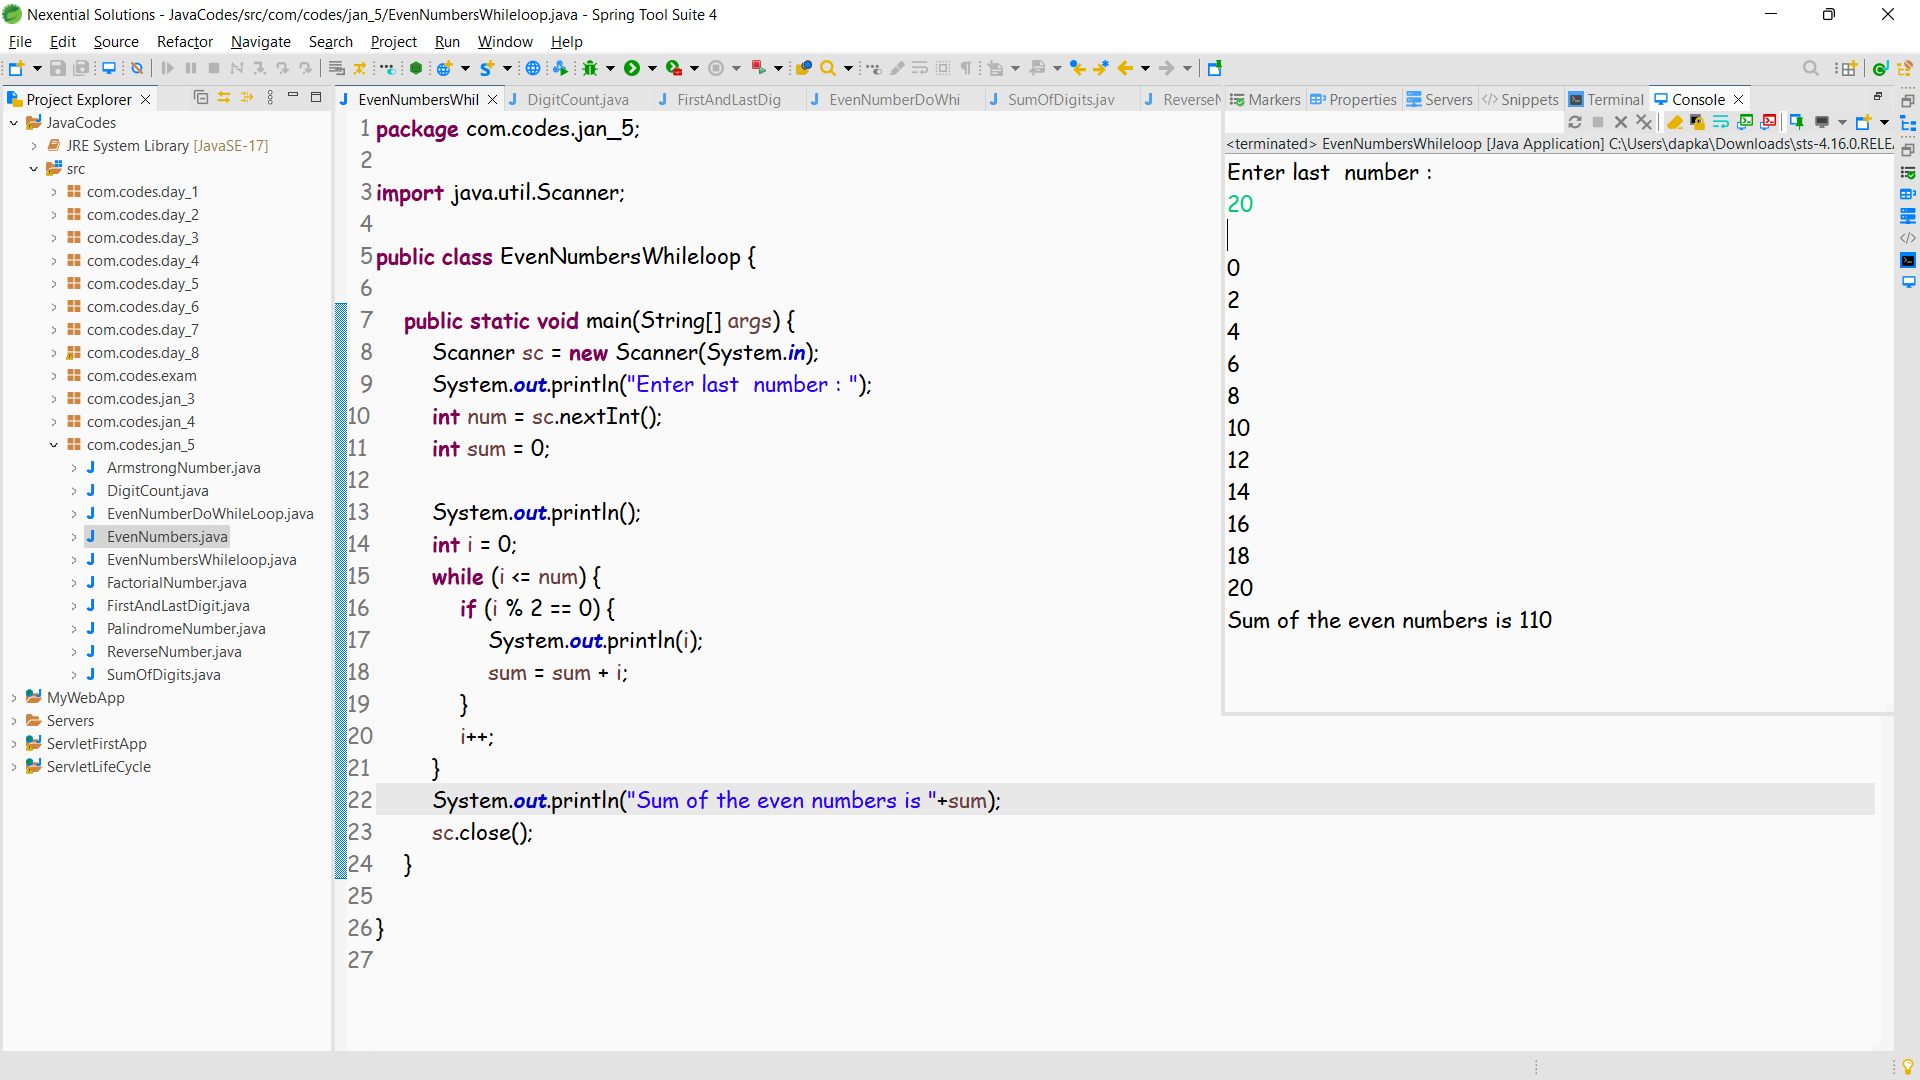 Nexential Solutions - JavaCodes/src/com/codes/jan_5/EvenNumbersWhileloop.java - Spring Tool Suite 4
File Edit Source Refactor Navigate Search Project Run Window Help
Project Explorer
JavaCodes
JRE System Library [JavaSE-17]
src
com.codes.day_1
com.codes.day_2
com.codes.day_3
com.codes.day_4
com.codes.day_5
com.codes.day_6
com.codes.day_7
com.codes.day_8
com.codes.exam
com.codes.jan_3
com.codes.jan_4
com.codes.jan_5
ArmstrongNumber.java
DigitCount.java
EvenNumberDoWhileLoop.java
EvenNumbers.java
EvenNumbersWhileloop.java
FactorialNumber.java
FirstAndLastDigit.java
PalindromeNumber.java
ReverseNumber.java
SumOfDigits.java
MyWebApp
Servers
ServletFirstApp
ServletLifeCycle
EvenNumbersWhil DigitCount.java FirstAndLastDig EvenNumberDoWhi SumOfDigits.jav ReverseN
1 package com.codes.jan_5;
2
3 import java.util.Scanner;
4
5 public class EvenNumbersWhileloop {
6
7 public static void main(String[] args) {
8 Scanner sc = new Scanner(System.in);
9 System.out.println("Enter last  number : ");
10 int num = sc.nextInt();
11 int sum = 0;
12
13 System.out.println();
14 int i = 0;
15 while (i <= num) {
16 if (i % 2 == 0) {
17 System.out.println(i);
18 sum = sum + i;
19 }
20 i++;
21 }
22 System.out.println("Sum of the even numbers is "+sum);
23 sc.close();
24 }
25
26 }
27
Markers Properties Servers Snippets Terminal Console
<terminated> EvenNumbersWhileloop [Java Application] C:\Users\dapka\Downloads\sts-4.16.0.RELEA
Enter last  number :
20
0
2
4
6
8
10
12
14
16
18
20
Sum of the even numbers is 110